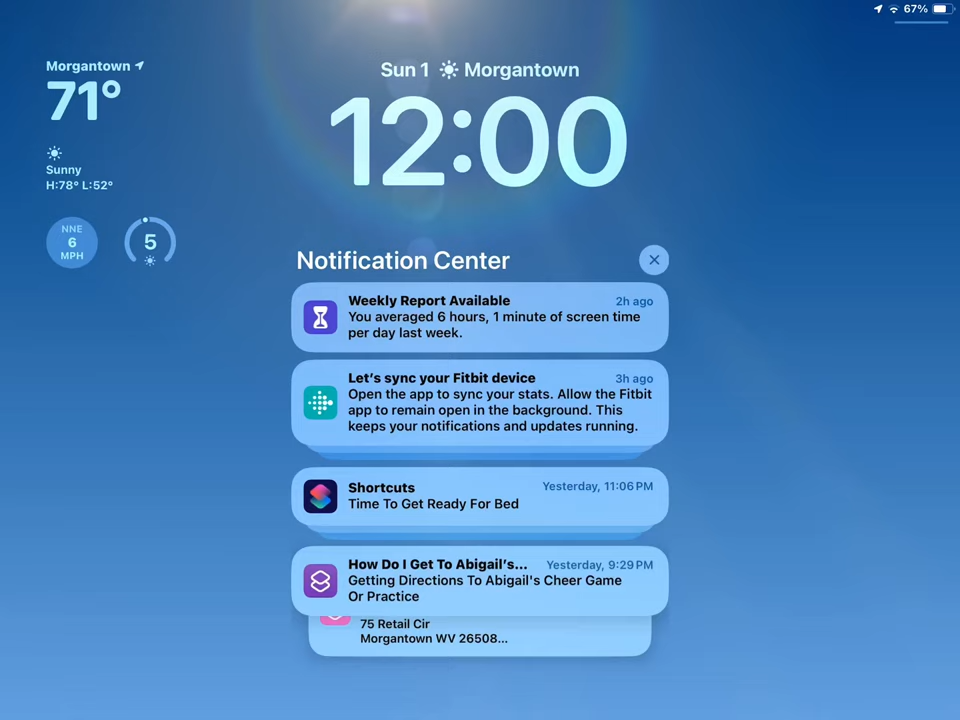 67%
Morgantown
71°
Sunny
H:78° L:52°
NNE
6
MPH
5
Sun 1 Morgantown
12:00
Notification Center
Weekly Report Available 2h ago
You averaged 6 hours, 1 minute of screen time
per day last week.
Let's sync your Fitbit device 3h ago
Open the app to sync your stats. Allow the Fitbit
app to remain open in the background. This
keeps your notifications and updates running.
Shortcuts Yesterday, 11:06 PM
Time To Get Ready For Bed
How Do I Get To Abigail's... Yesterday, 9:29 PM
Getting Directions To Abigail's Cheer Game
Or Practice
75 Retail Cir
Morgantown WV 26508...